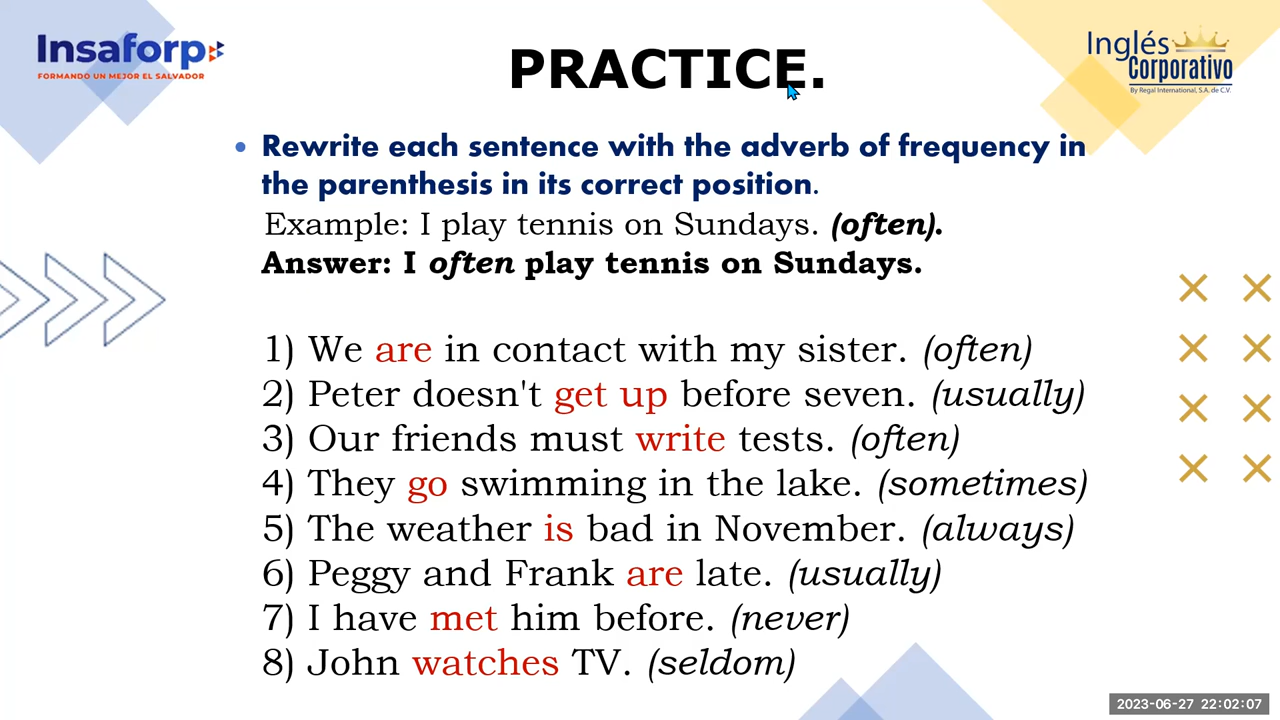 Insaforp
FORMANDO UN MEJOR EL SALVADOR
Inglés
Corporativo
By Regal International, S.A. de C.V.
PRACTICE.
• Rewrite each sentence with the adverb of frequency in
the parenthesis in its correct position.
Example: I play tennis on Sundays. (often).
Answer: I often play tennis on Sundays.
1) We are in contact with my sister. (often)
2) Peter doesn't get up before seven. (usually)
3) Our friends must write tests. (often)
4) They go swimming in the lake. (sometimes)
5) The weather is bad in November. (always)
6) Peggy and Frank are late. (usually)
7) I have met him before. (never)
8) John watches TV. (seldom)
2023-06-27 22:02:07